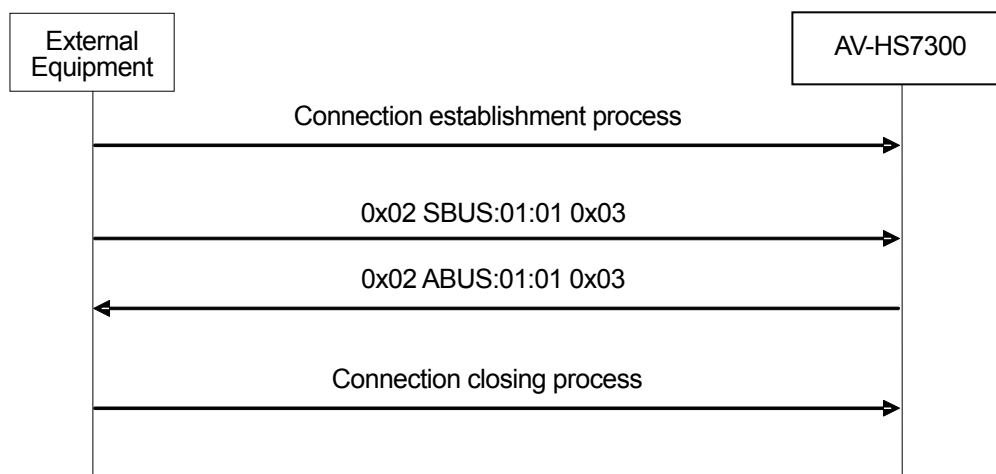 External
Equipment
AV-HS7300
Connection establishment process
0x02 SBUS:01:01 0x03
0x02 ABUS:01:01 0x03
Connection closing process